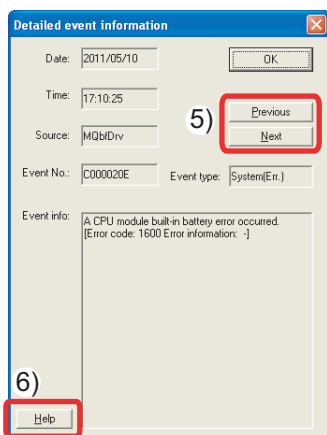 Detailed event information
Date: 2011/05/10 OK
Time: 17:10:25
5) Previous
Source: MQbfDrv Next
Event No.: C000020E Event type: System(Err.)
Event info: A CPU module built-in battery error occurred.
[Error code: 1600 Error information: -]
6)
Help